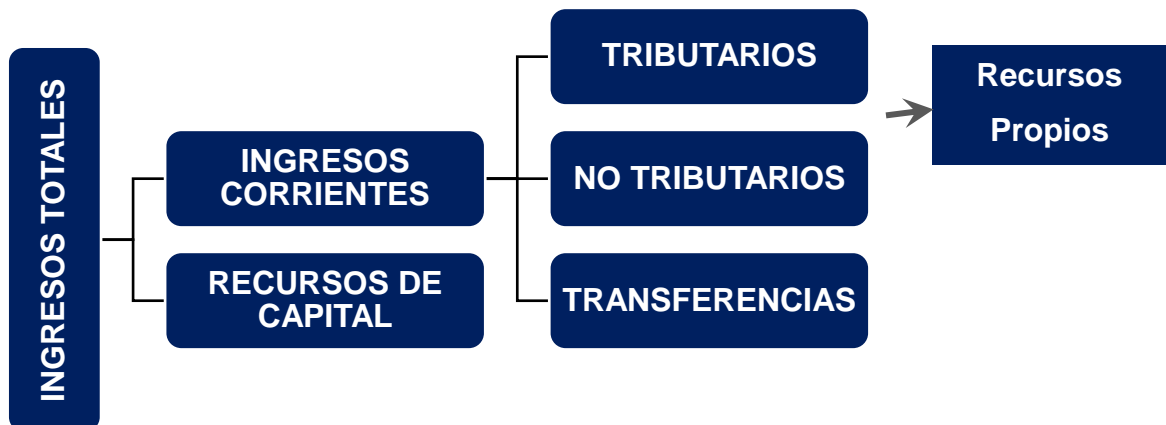 INGRESOS TOTALES
INGRESOS
CORRIENTES
RECURSOS DE
CAPITAL
TRIBUTARIOS
NO TRIBUTARIOS
TRANSFERENCIAS
Recursos
Propios